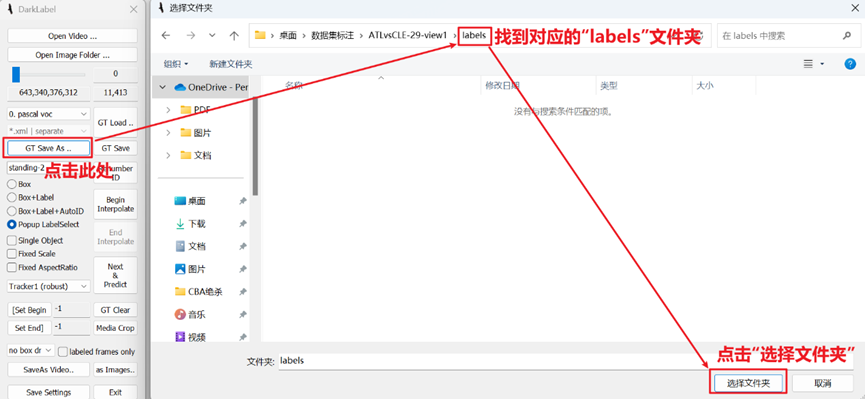 DarkLabel
Open Video ...
Open Image Folder ...
0
643,340,376,312
11,413
0. pascal voc
GT Load ..
*.xml | separate
GT Save As ..
GT Save
点击此处
standing-2
ID
Box
Box+Label
Box+Label+AutoID
Popup LabelSelect
Begin
Interpolate
Single Object
Fixed Scale
Fixed AspectRatio
End
Interpolate
Tracker1 (robust)
Next
&
Predict
[Set Begin
-1
GT Clear
Set End]
-1
Media Crop
no box dr
labeled frames only
SaveAs Video..
as Images..
Save Settings
Exit
选择文件夹
桌面 › 数据集标注 › ATLvsCLE-29-view1 › labels
找到对应的“labels”文件夹
在 labels 中搜索
组织
新建文件夹
名称
修改日期
类型
大小
没有与搜索条件匹配的项。
OneDrive - Per
PDF
图片
文档
桌面
下载
文档
图片
CBA绝杀
音乐
视频
文件夹:
labels
点击“选择文件夹”
选择文件夹
取消